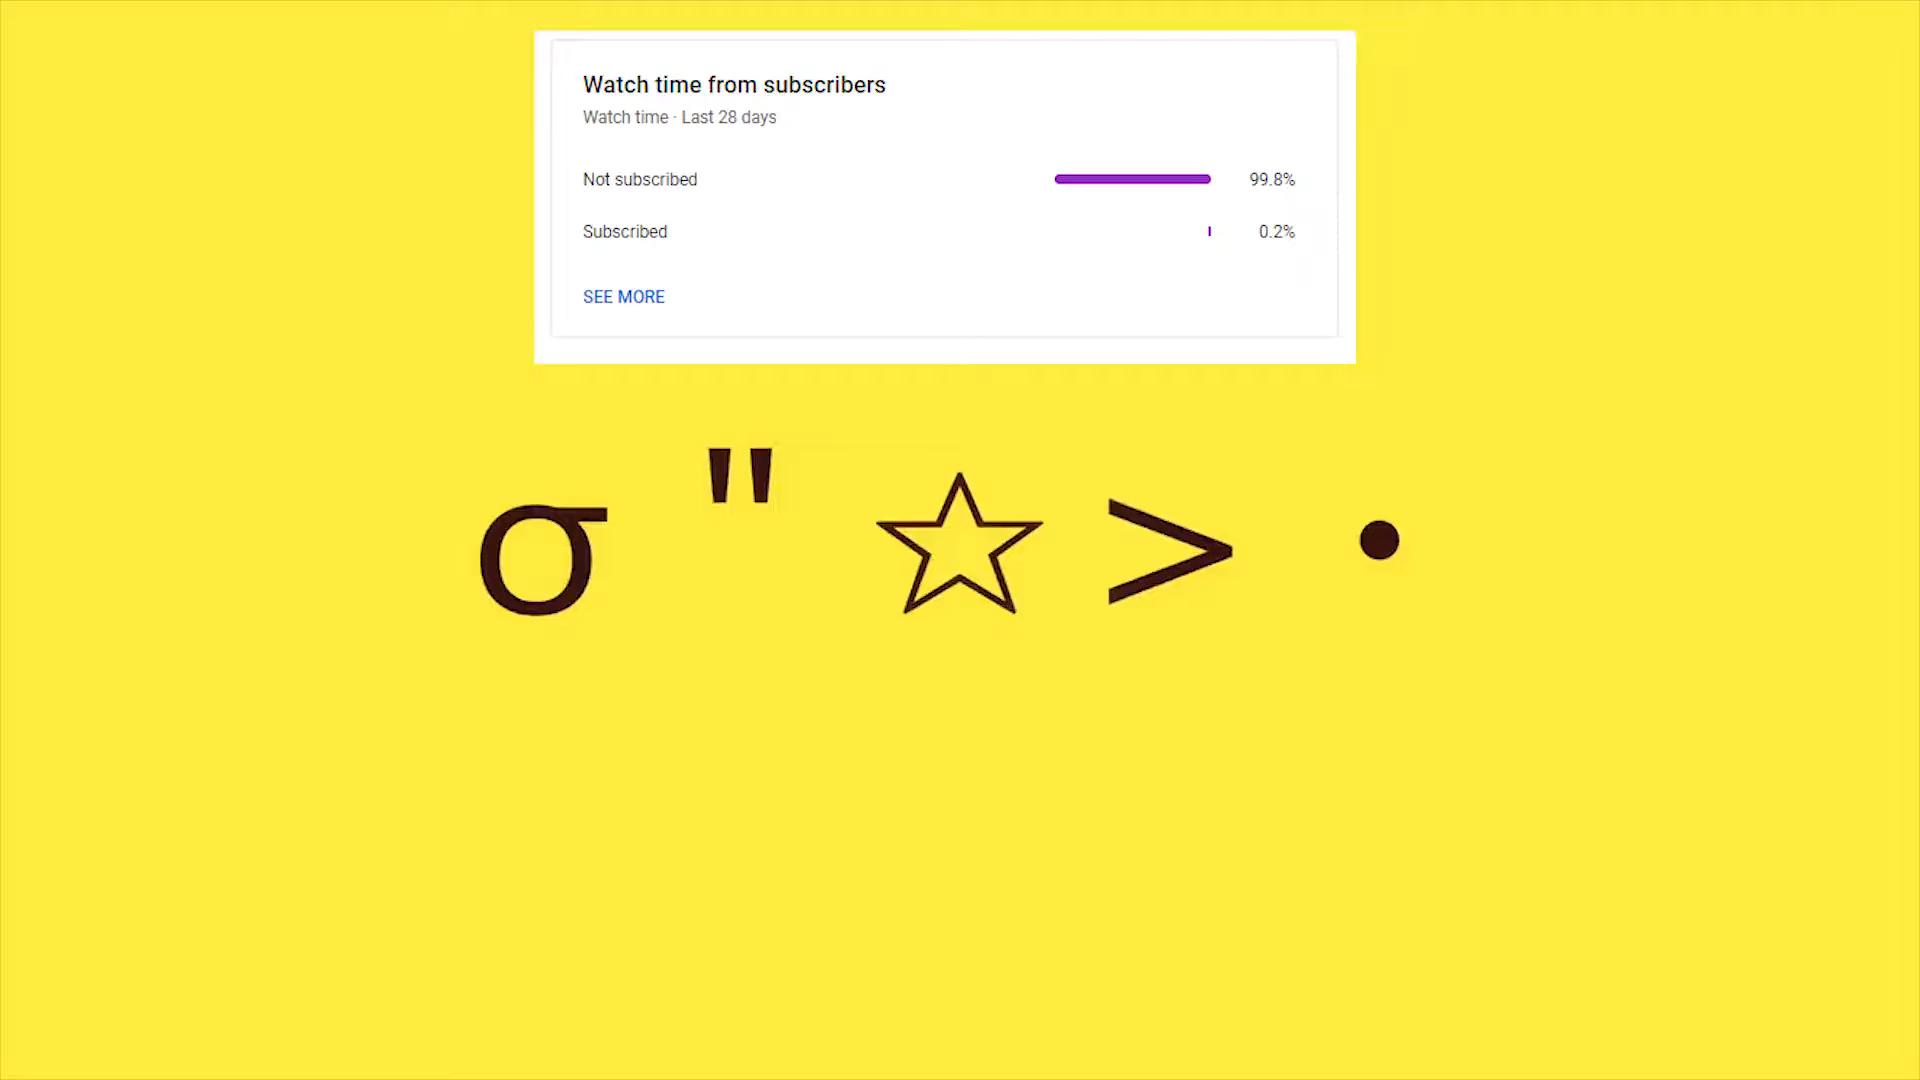 Watch time from subscribers
Watch time · Last 28 days
Not subscribed 99.8%
Subscribed 0.2%
SEE MORE
σ " ☆ > •